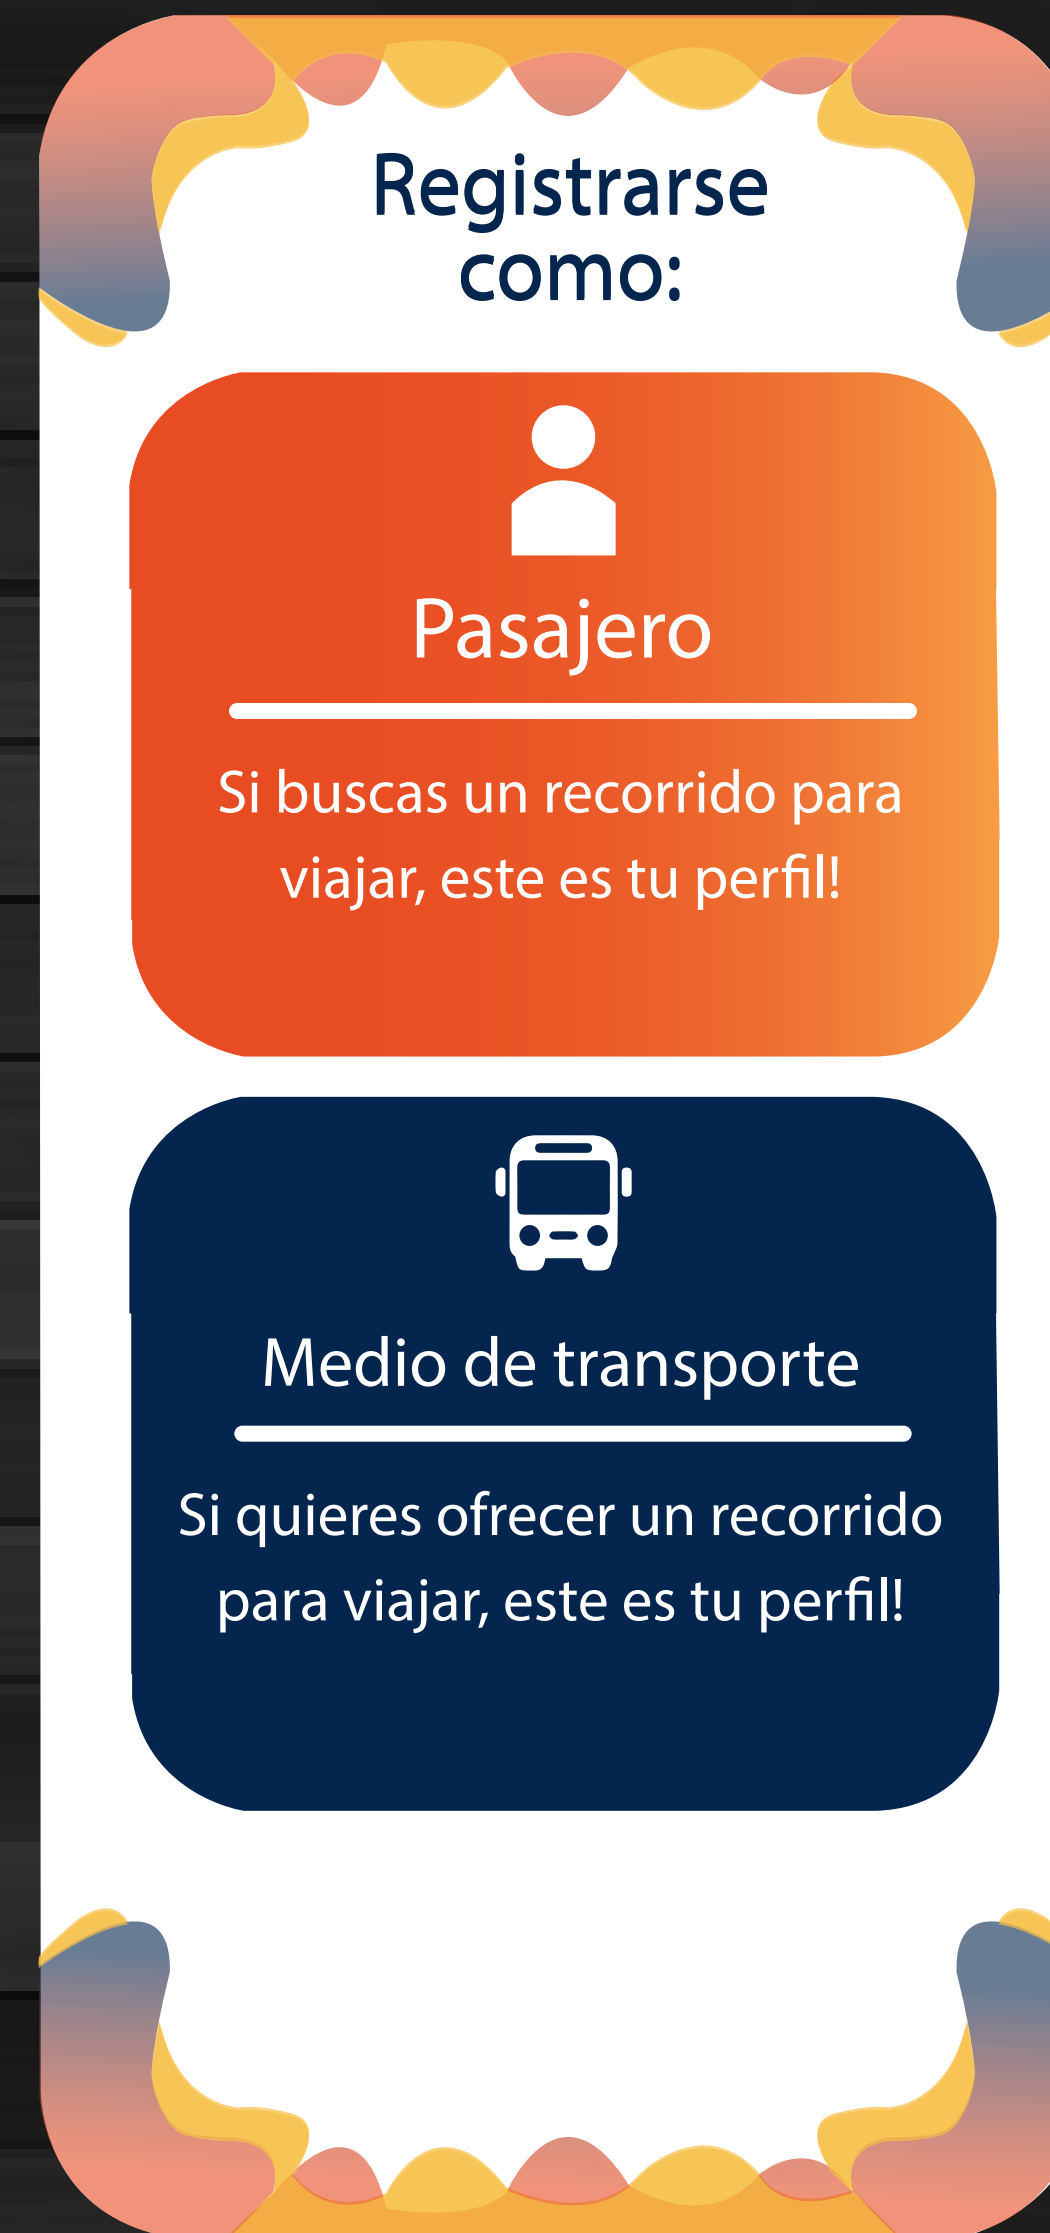 Registrarse
como:
Pasajero
Si buscas un recorrido para
viajar, este es tu perfil!
Medio de transporte
Si quieres ofrecer un recorrido
para viajar, este es tu perfil!